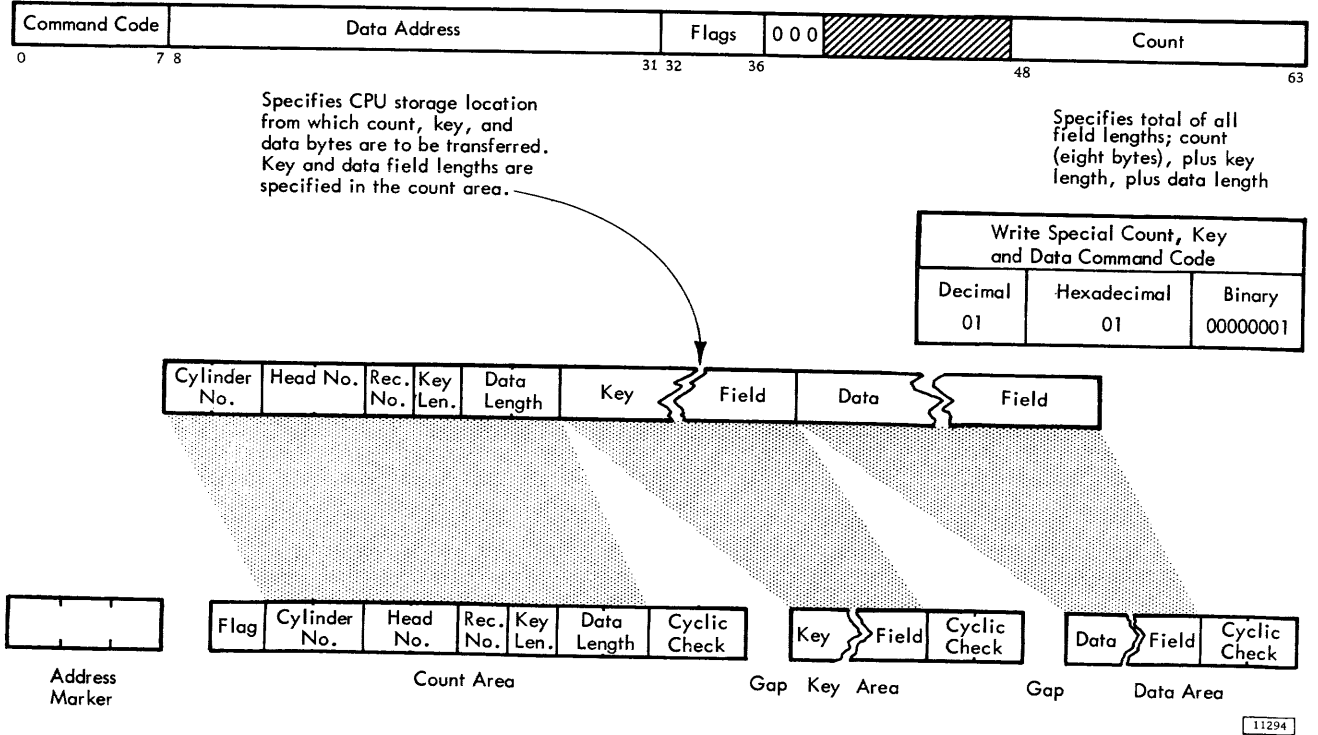 Command Code Data Address Flags 0 0 0 Count
0 7 8 31 32 36 48 63
Specifies CPU storage location
from which count, key, and
data bytes are to be transferred.
Key and data field lengths are
specified in the count area.
Specifies total of all
field lengths; count
(eight bytes), plus key
length, plus data length
Write Special Count, Key
and Data Command Code
Decimal Hexadecimal Binary
01 01 00000001
Cylinder No. Head No. Rec. No. Key Len. Data Length Key Field Data Field
Flag Cylinder No. Head No. Rec. No. Key Len. Data Length Cyclic Check Key Field Cyclic Check Data Field Cyclic Check
Address Marker Count Area Gap Key Area Gap Data Area
11294